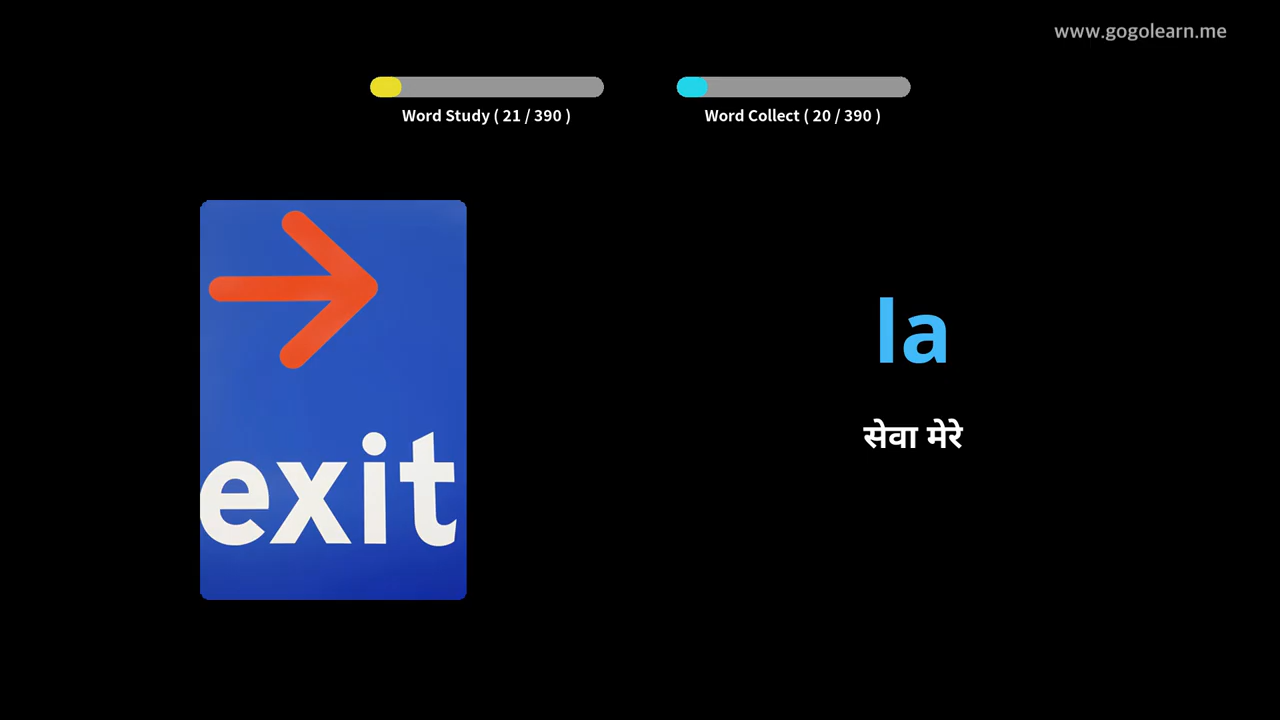 www.gogolearn.me
Word Study ( 21 / 390 )
Word Collect ( 20 / 390 )
exit
la
सेवा मेरे